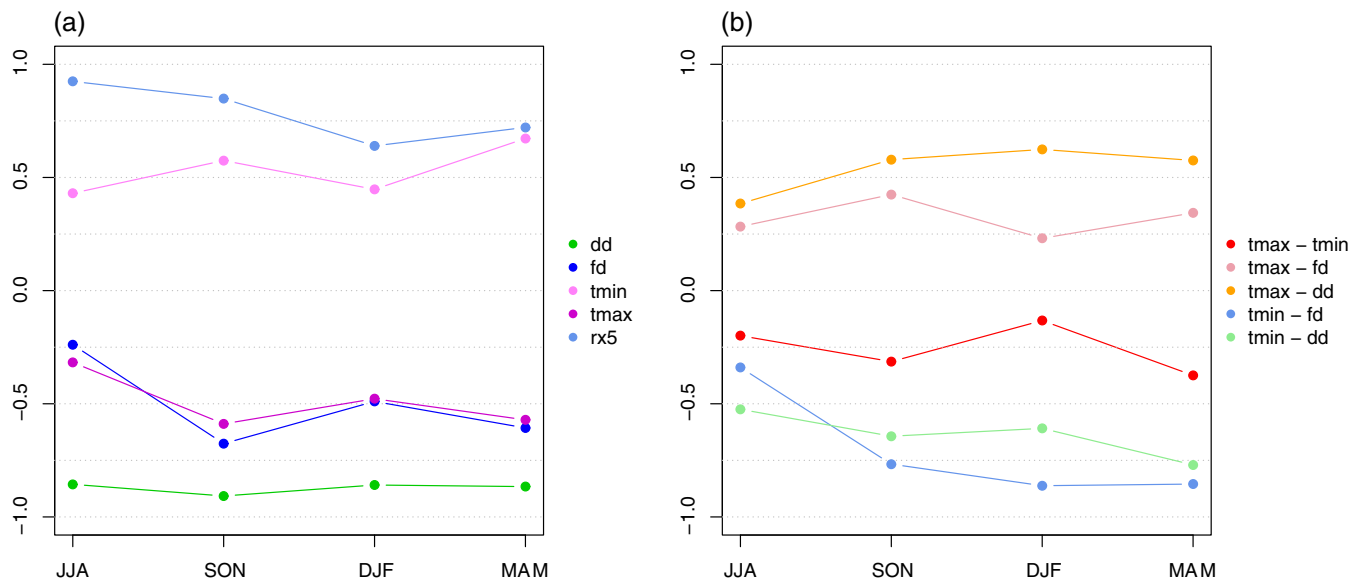 (a)
1.0
0.5
0.0
−0.5
−1.0
JJA
SON
DJF
MAM
dd
fd
tmin
tmax
rx5
(b)
1.0
0.5
0.0
−0.5
−1.0
JJA
SON
DJF
MAM
tmax − tmin
tmax − fd
tmax − dd
tmin − fd
tmin − dd